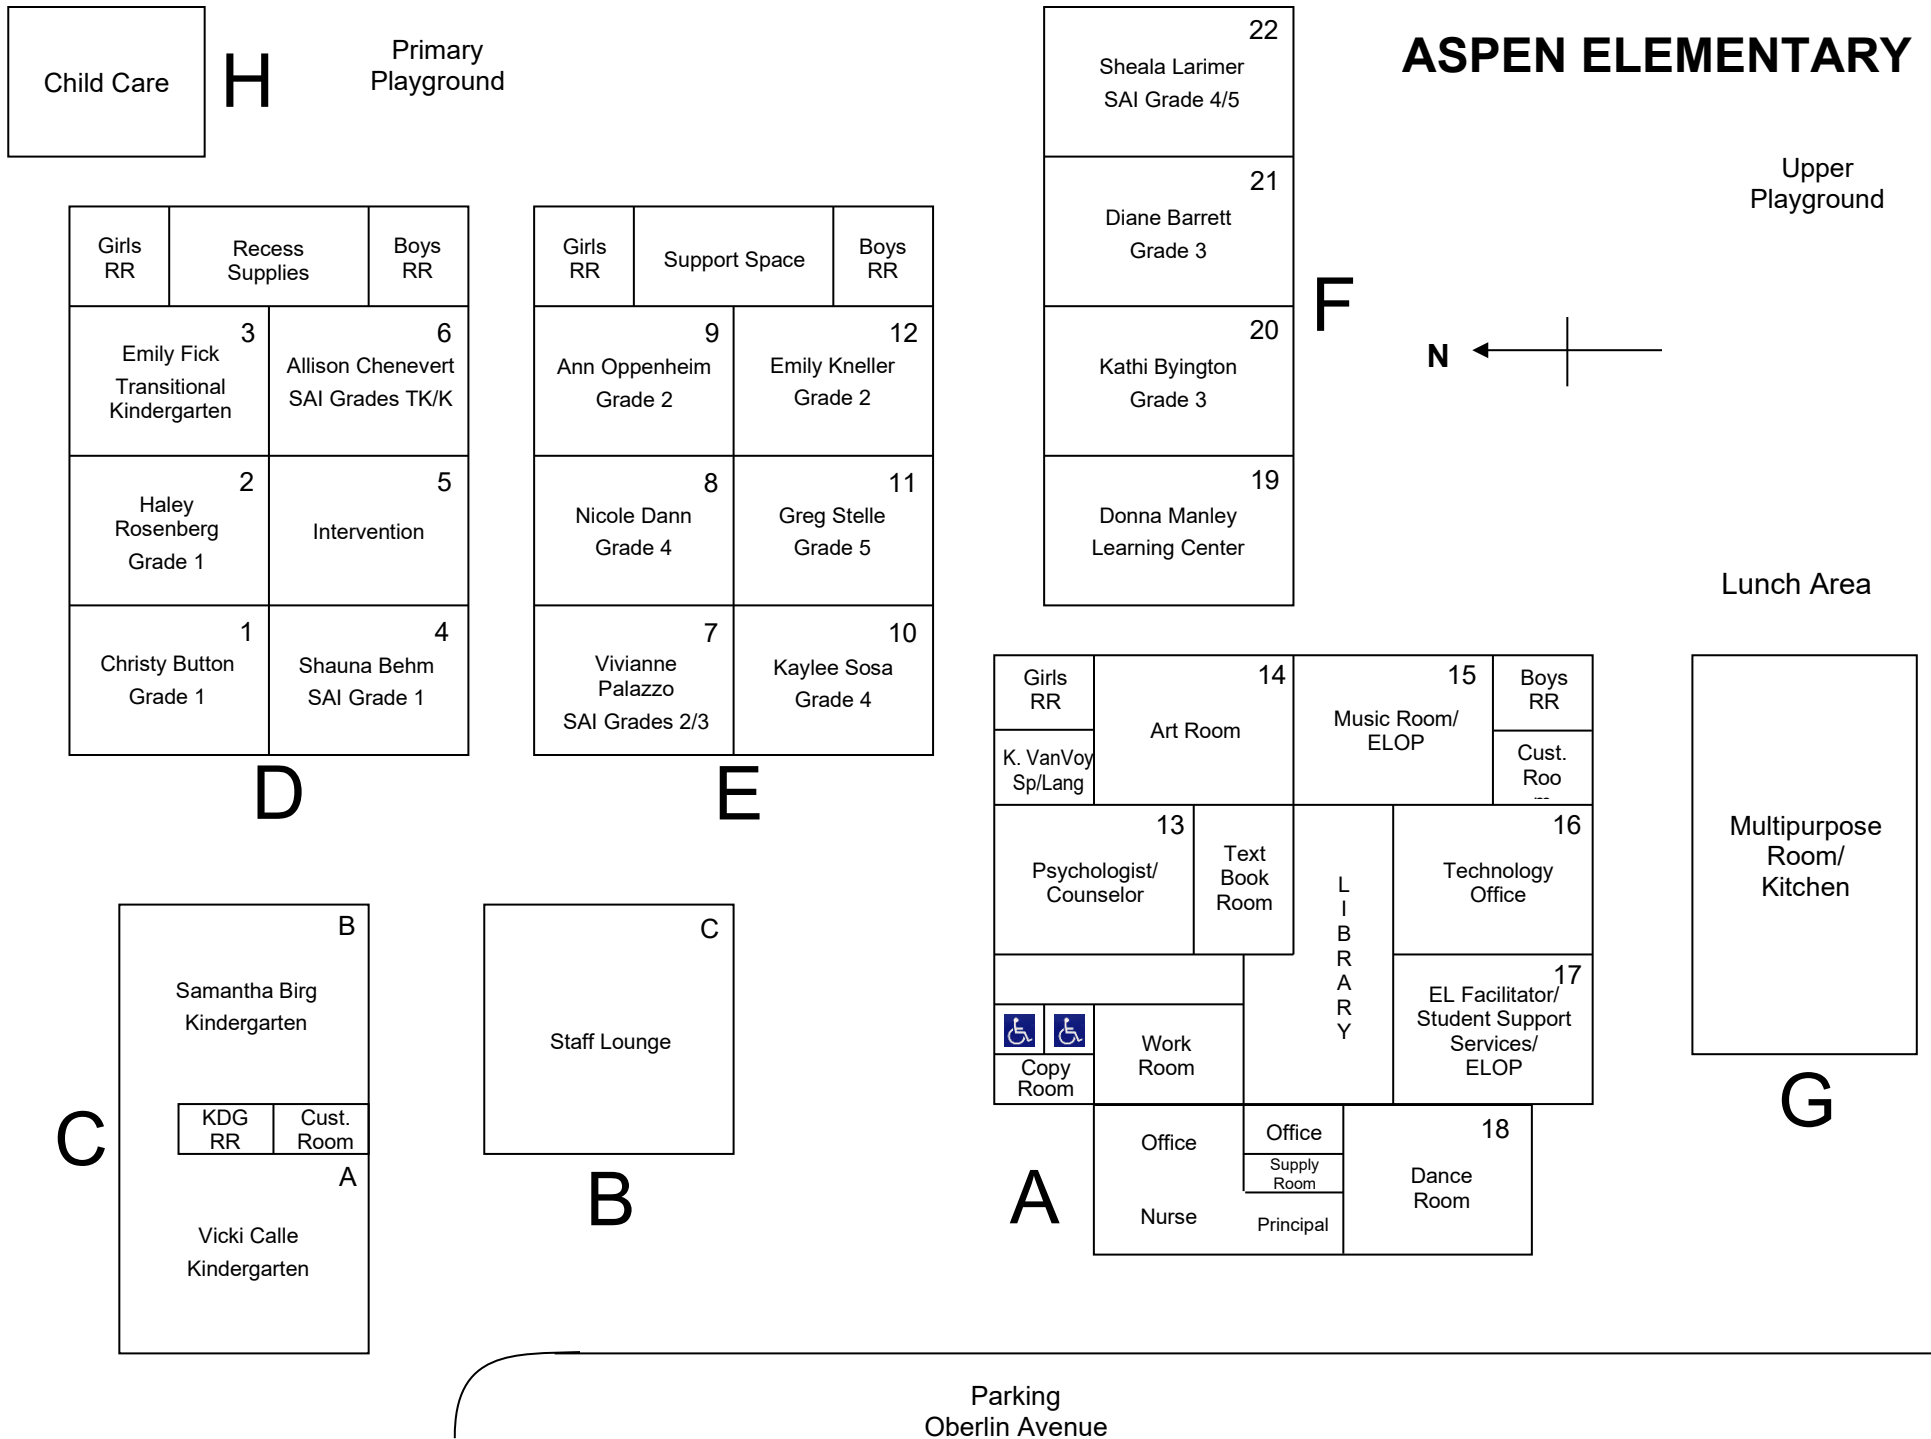 ASPEN ELEMENTARY
Child Care
H
Primary
Playground
22
Sheala Larimer
SAI Grade 4/5
21
Diane Barrett
Grade 3
20
Kathi Byington
Grade 3
19
Donna Manley
Learning Center
F
Upper
Playground
N
Lunch Area
Girls
RR
Recess
Supplies
Boys
RR
3
Emily Fick
Transitional
Kindergarten
6
Allison Chenevert
SAI Grades TK/K
2
Haley
Rosenberg
Grade 1
5
Intervention
1
Christy Button
Grade 1
4
Shauna Behm
SAI Grade 1
D
Girls
RR
Support Space
Boys
RR
9
Ann Oppenheim
Grade 2
12
Emily Kneller
Grade 2
8
Nicole Dann
Grade 4
11
Greg Stelle
Grade 5
7
Vivianne
Palazzo
SAI Grades 2/3
10
Kaylee Sosa
Grade 4
E
Girls
RR
K. VanVoy
Sp/Lang
14
Art Room
15
Music Room/
ELOP
Boys
RR
Cust.
Roo
13
Psychologist/
Counselor
Text
Book
Room
LIBRARY
16
Technology
Office
17
EL Facilitator/
Student Support
Services/
ELOP
Copy
Room
Work
Room
Office
Nurse
Office
Supply
Room
Principal
18
Dance
Room
A
Multipurpose
Room/
Kitchen
G
B
Samantha Birg
Kindergarten
KDG
RR
Cust.
Room
A
Vicki Calle
Kindergarten
C
C
Staff Lounge
B
Parking
Oberlin Avenue